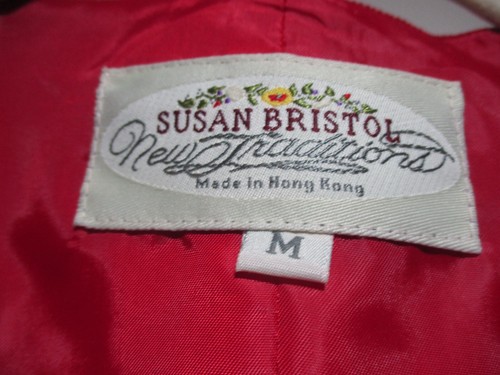 SUSAN BRISTOL
New Traditions
Made in Hong Kong
M